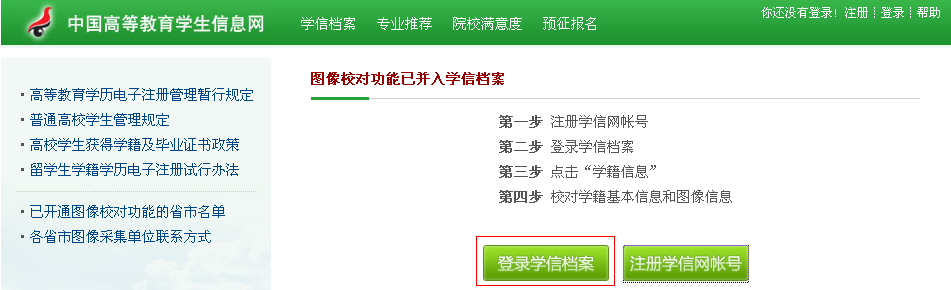 中国高等教育学生信息网 学信档案 专业推荐 院校满意度 预征报名
你还没有登录! 注册┊登录┊帮助
· 高等教育学历电子注册管理暂行规定
· 普通高校学生管理规定
· 高校学生获得学籍及毕业证书政策
· 留学生学籍学历电子注册试行办法
· 已开通图像校对功能的省市名单
· 各省市图像采集单位联系方式
图像校对功能已并入学信档案
第一步 注册学信网帐号
第二步 登录学信档案
第三步 点击“学籍信息”
第四步 校对学籍基本信息和图像信息
登录学信档案 注册学信网帐号